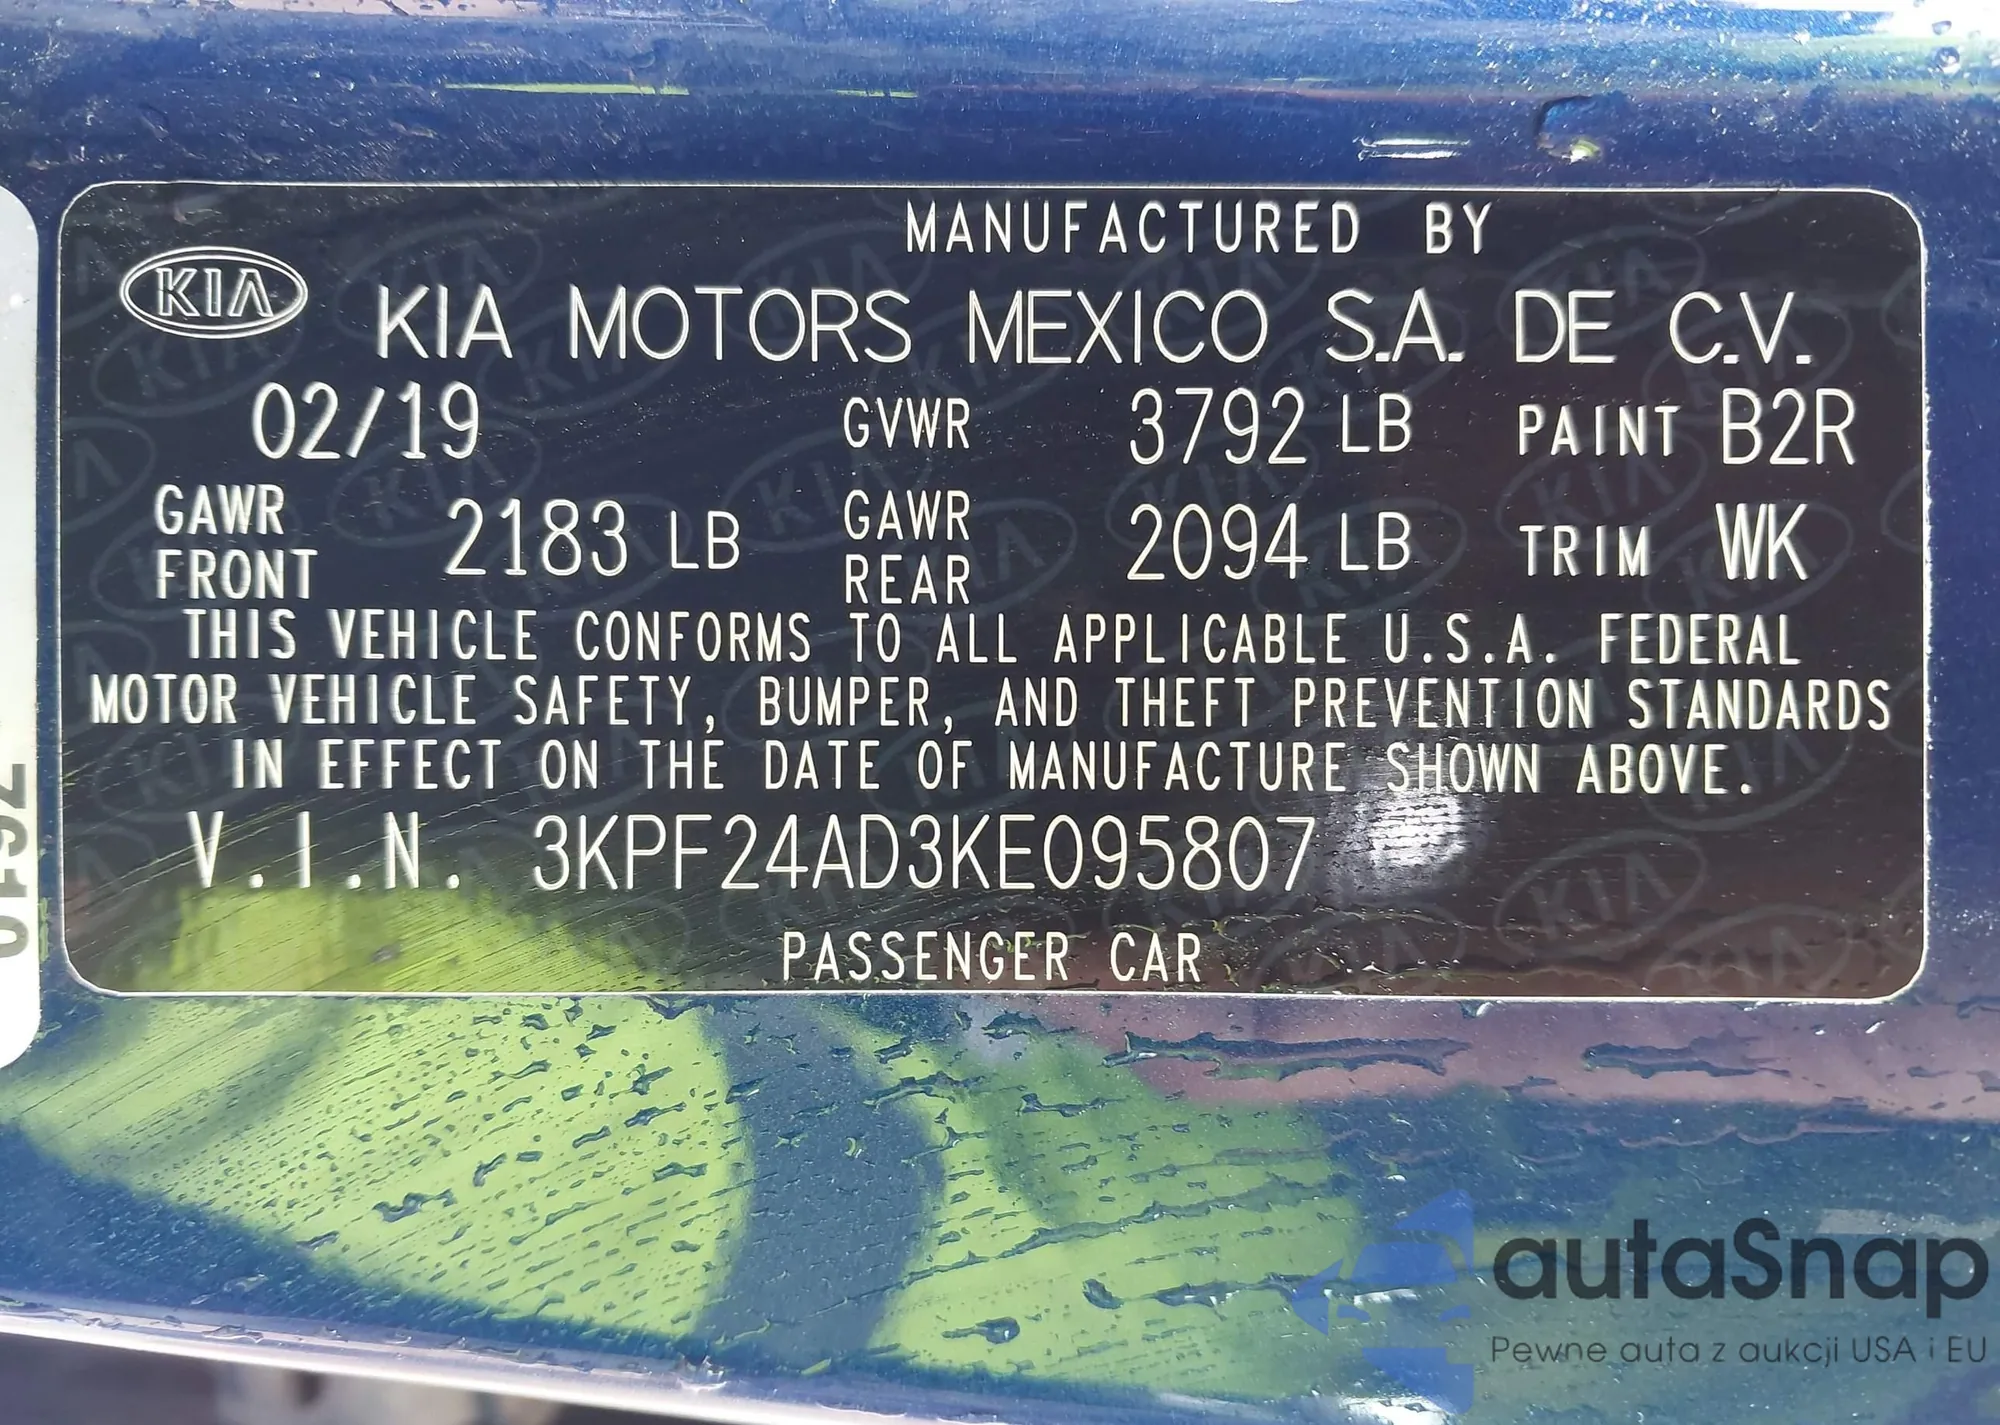 MANUFACTURED BY
KIA KIA MOTORS MEXICO S.A. DE C.V.
02/19 GVWR 3792 LB PAINT B2R
GAWR FRONT 2183 LB GAWR REAR 2094 LB TRIM WK
THIS VEHICLE CONFORMS TO ALL APPLICABLE U.S.A. FEDERAL
MOTOR VEHICLE SAFETY, BUMPER, AND THEFT PREVENTION STANDARDS
IN EFFECT ON THE DATE OF MANUFACTURE SHOWN ABOVE.
V.I.N. 3KPF24AD3KE095807
PASSENGER CAR
autaSnap
Pewne auta z aukcji USA i EU